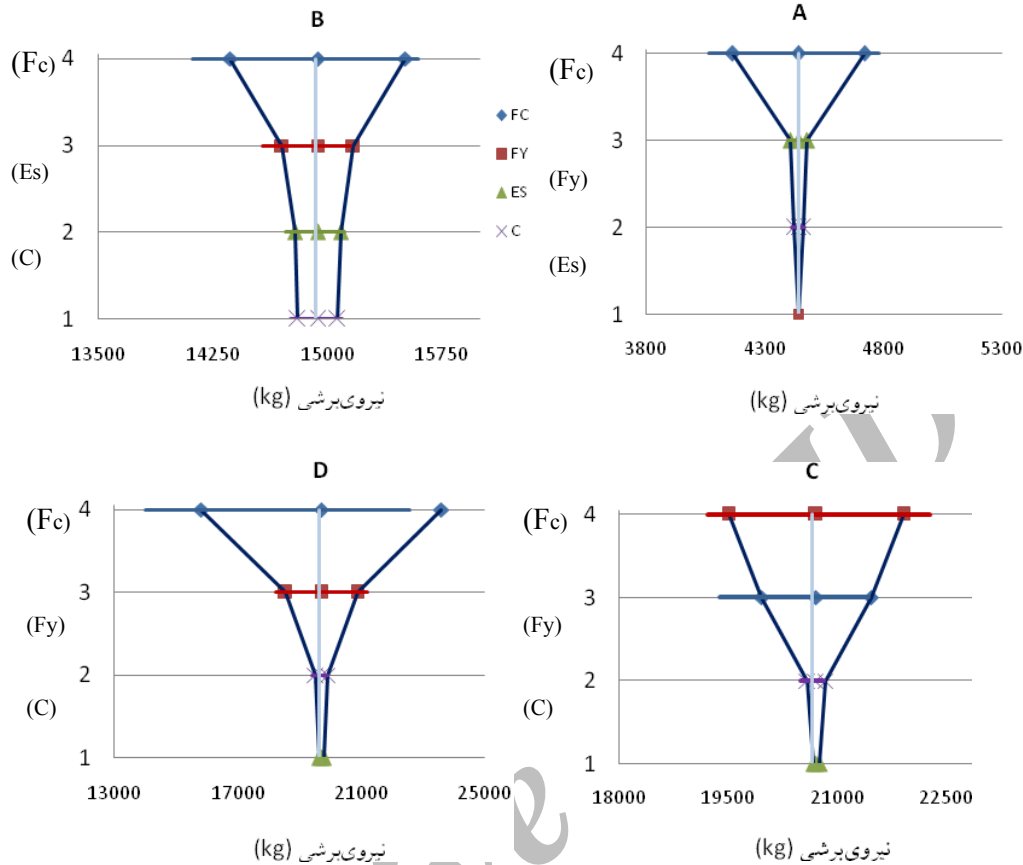 B
(Fc) 4
3
(Es)
2
(C)
1
13500 14250 15000 15750
نیروی‌برشی (kg)
FC
FY
ES
C
A
(Fc) 4
3
(Fy)
2
(Es)
1
3800 4300 4800 5300
نیروی‌برشی (kg)
D
(Fc) 4
3
(Fy)
2
(C)
1
13000 17000 21000 25000
نیروی‌برشی (kg)
C
(Fc) 4
3
(Fy)
2
(C)
1
18000 19500 21000 22500
نیروی‌برشی (kg)